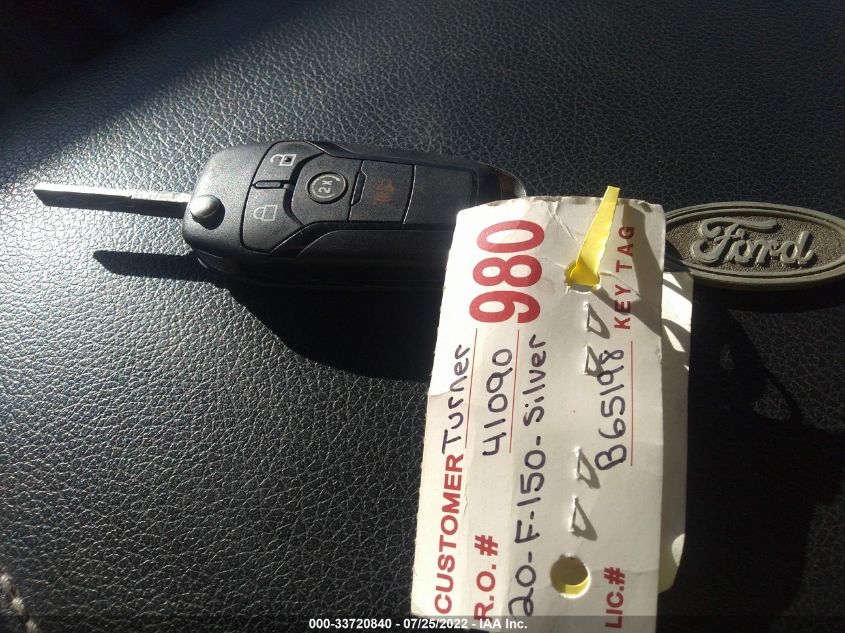 2x
Ford
980
KEY TAG
CUSTOMER Turner
R.O.# 41090
20-F-150-Silver
LIC.# B65198
000-33720840 - 07/25/2022 - IAA Inc.